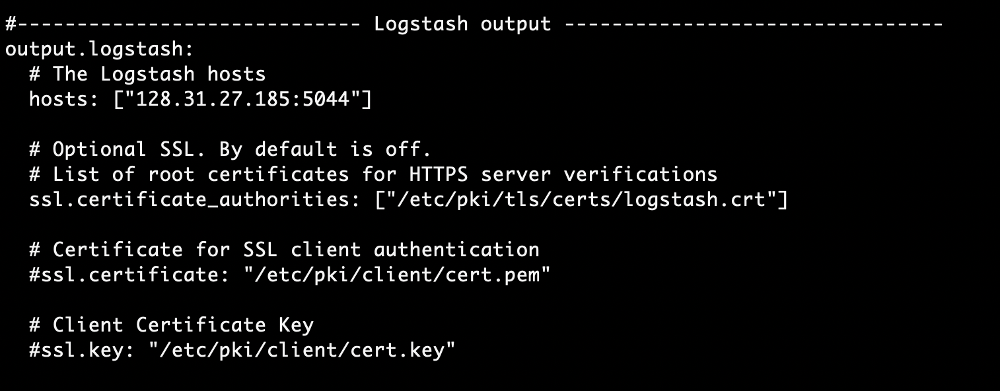 #----------------------------- Logstash output --------------------------------
output.logstash:
  # The Logstash hosts
  hosts: ["128.31.27.185:5044"]

  # Optional SSL. By default is off.
  # List of root certificates for HTTPS server verifications
  ssl.certificate_authorities: ["/etc/pki/tls/certs/logstash.crt"]

  # Certificate for SSL client authentication
  #ssl.certificate: "/etc/pki/client/cert.pem"

  # Client Certificate Key
  #ssl.key: "/etc/pki/client/cert.key"